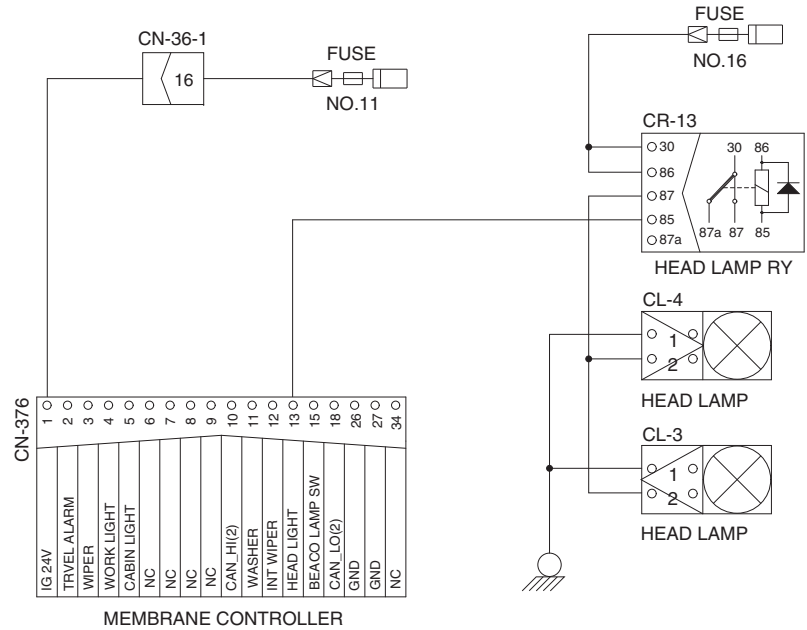 CN-36-1
16
FUSE
NO.11
FUSE
NO.16
CR-13
30
86
87
85
87a
30 86
87a 87 85
HEAD LAMP RY
CL-4
1
2
HEAD LAMP
CL-3
1
2
HEAD LAMP
CN-376
1 2 3 4 5 6 7 8 9 10 11 12 13 15 18 26 27 34
IG 24V
TRVEL ALARM
WIPER
WORK LIGHT
CABIN LIGHT
NC
NC
NC
NC
CAN_HI(2)
WASHER
INT WIPER
HEAD LIGHT
BEACO LAMP SW
CAN_LO(2)
GND
GND
NC
MEMBRANE CONTROLLER